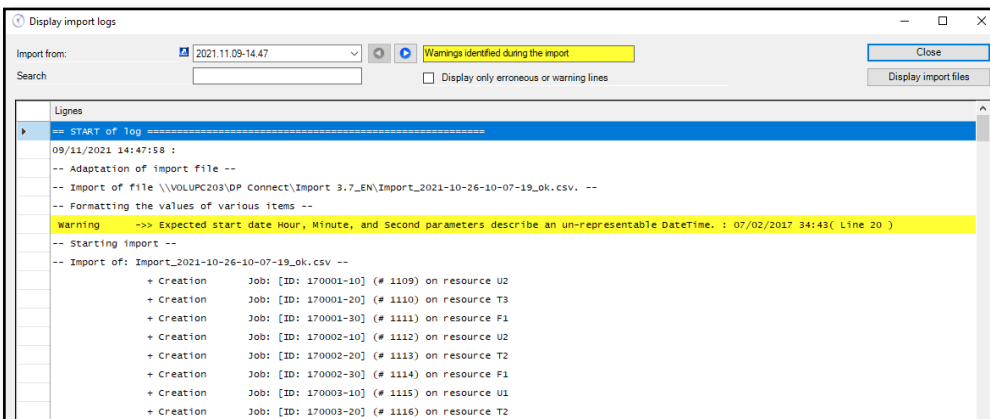 Display import logs
Import from: 2021.11.09-14.47 Warnings identified during the import Close
Search Display only erroneous or warning lines Display import files
Lignes
== START of log =========================================================
09/11/2021 14:47:58 :
-- Adaptation of import file --
-- Import of file \\VOLUPC203\DP Connect\Import 3.7_EN\Import_2021-10-26-10-07-19_ok.csv. --
-- Formatting the values of various items --
Warning ->> Expected start date Hour, Minute, and Second parameters describe an un-representable DateTime. : 07/02/2017 34:43( Line 20 )
-- Starting import --
-- Import of: Import_2021-10-26-10-07-19_ok.csv --
+ Creation Job: [ID: 170001-10] (# 1109) on resource U2
+ Creation Job: [ID: 170001-20] (# 1110) on resource T3
+ Creation Job: [ID: 170001-30] (# 1111) on resource F1
+ Creation Job: [ID: 170002-10] (# 1112) on resource U2
+ Creation Job: [ID: 170002-20] (# 1113) on resource T2
+ Creation Job: [ID: 170002-30] (# 1114) on resource F1
+ Creation Job: [ID: 170003-10] (# 1115) on resource U1
+ Creation Job: [ID: 170003-20] (# 1116) on resource T2